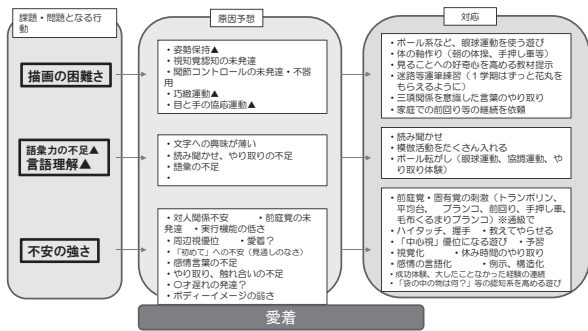 課題・問題となる行
動
原因予想
対応
描画の困難さ
・姿勢保持▲
・視知覚認知の未発達
・関節コントロールの未発達・不器
用
・巧緻運動▲
・目と手の協応運動▲
・ボール系など、眼球運動を使う遊び
・体の軸作り（朝の体操、手押し車等）
・見ることへの好奇心を高める教材提示
・迷路等運筆練習（１学期はずっと花丸を
もらえるように）
・三項関係を意識した言葉のやり取り
・家庭での前回り等の継続を依頼
語彙力の不足▲
言語理解▲
・文字への興味が薄い
・読み聞かせ、やり取りの不足
・語彙の不足
・
・読み聞かせ
・模倣活動をたくさん入れる
・ボール転がし（眼球運動、協調運動、や
り取り体験）
不安の強さ
・対人関係不安　・前庭覚の未
発達　・実行機能の低さ
・周辺視優位　・愛着？
・「初めて」への不安（見通しのなさ）
・感情言葉の不足
・やり取り、触れ合いの不足
・〇才遅れの発達？
・ボディーイメージの弱さ
・前庭覚・固有覚の刺激（トランポリン、
平均台、　ブランコ、前回り、手押し車、
毛布くるまりブランコ）※通級で
・ハイタッチ、握手　・教えてやらせる
・「中心視」優位になる遊び　・予習
・視覚化　・休み時間のやり取り
・感情の言語化　・例示、構造化
・成功体験、大したことなかった経験の連続
・「袋の中の物は何？」等の認知系を高める遊び
愛着